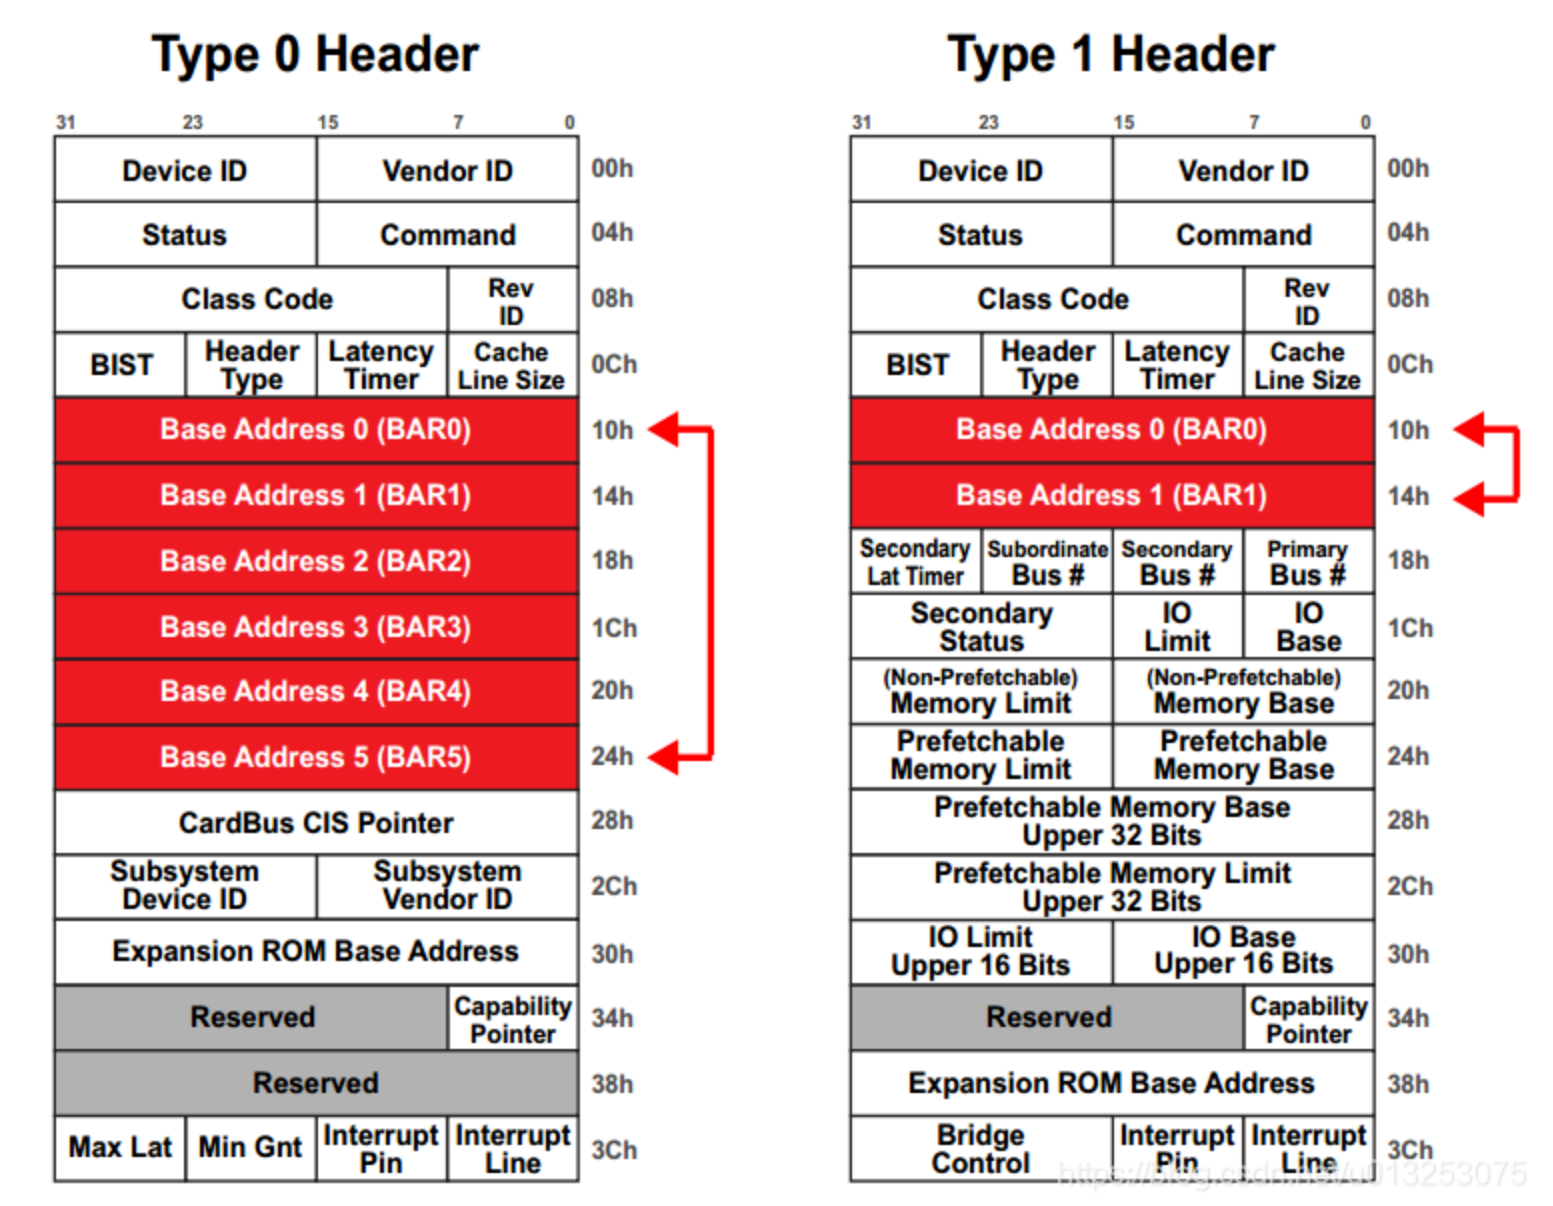 Type 0 Header
31 23 15 7 0
Device ID Vendor ID 00h
Status Command 04h
Class Code Rev ID 08h
BIST Header Type Latency Timer Cache Line Size 0Ch
Base Address 0 (BAR0) 10h
Base Address 1 (BAR1) 14h
Base Address 2 (BAR2) 18h
Base Address 3 (BAR3) 1Ch
Base Address 4 (BAR4) 20h
Base Address 5 (BAR5) 24h
CardBus CIS Pointer 28h
Subsystem Device ID Subsystem Vendor ID 2Ch
Expansion ROM Base Address 30h
Reserved Capability Pointer 34h
Reserved 38h
Max Lat Min Gnt Interrupt Pin Interrupt Line 3Ch
Type 1 Header
31 23 15 7 0
Device ID Vendor ID 00h
Status Command 04h
Class Code Rev ID 08h
BIST Header Type Latency Timer Cache Line Size 0Ch
Base Address 0 (BAR0) 10h
Base Address 1 (BAR1) 14h
Secondary Lat Timer Subordinate Bus # Secondary Bus # Primary Bus # 18h
Secondary Status IO Limit IO Base 1Ch
(Non-Prefetchable) Memory Limit (Non-Prefetchable) Memory Base 20h
Prefetchable Memory Limit Prefetchable Memory Base 24h
Prefetchable Memory Base Upper 32 Bits 28h
Prefetchable Memory Limit Upper 32 Bits 2Ch
IO Limit Upper 16 Bits IO Base Upper 16 Bits 30h
Reserved Capability Pointer 34h
Expansion ROM Base Address 38h
Bridge Control Interrupt Pin Interrupt Line 3Ch
https://blog.csdn.net/u013253075